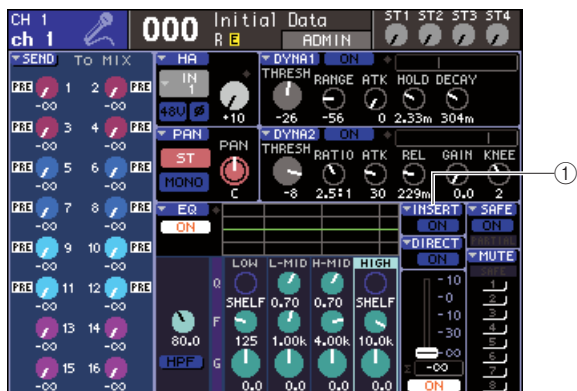 CH 1
ch 1
000 Initial Data
R E ADMIN
ST1 ST2 ST3 ST4
SEND TO MIX
PRE 1 2 PRE
-∞ -∞
PRE 3 4 PRE
-∞ -∞
PRE 5 6 PRE
-∞ -∞
PRE 7 8 PRE
-∞ -∞
PRE 9 10 PRE
-∞ -∞
PRE 11 12 PRE
-∞ -∞
13 14
-∞ -∞
15 16
-∞ -∞
HA
IN
1
48V Ø
+10
DYNA1 ON
THRESH RANGE ATK HOLD DECAY
-26 -56 0 2.33m 304m
PAN
ST
MONO
PAN
C
DYNA2 ON
THRESH RATIO ATK REL GAIN KNEE
-8 2.5:1 30 229m 0.0 2
EQ
ON
LOW L-MID H-MID HIGH
Q
SHELF 0.70 0.70 SHELF
F
80.0 125 1.00k 4.00k 10.0k
HPF
G
0.0 0.0 0.0 0.0
INSERT
ON
DIRECT
ON
-10
-0
-10
-30
-∞
Σ -∞
ON
SAFE
ON
PARTIAL
MUTE
SAFE
1
2
3
4
5
6
7
8
①